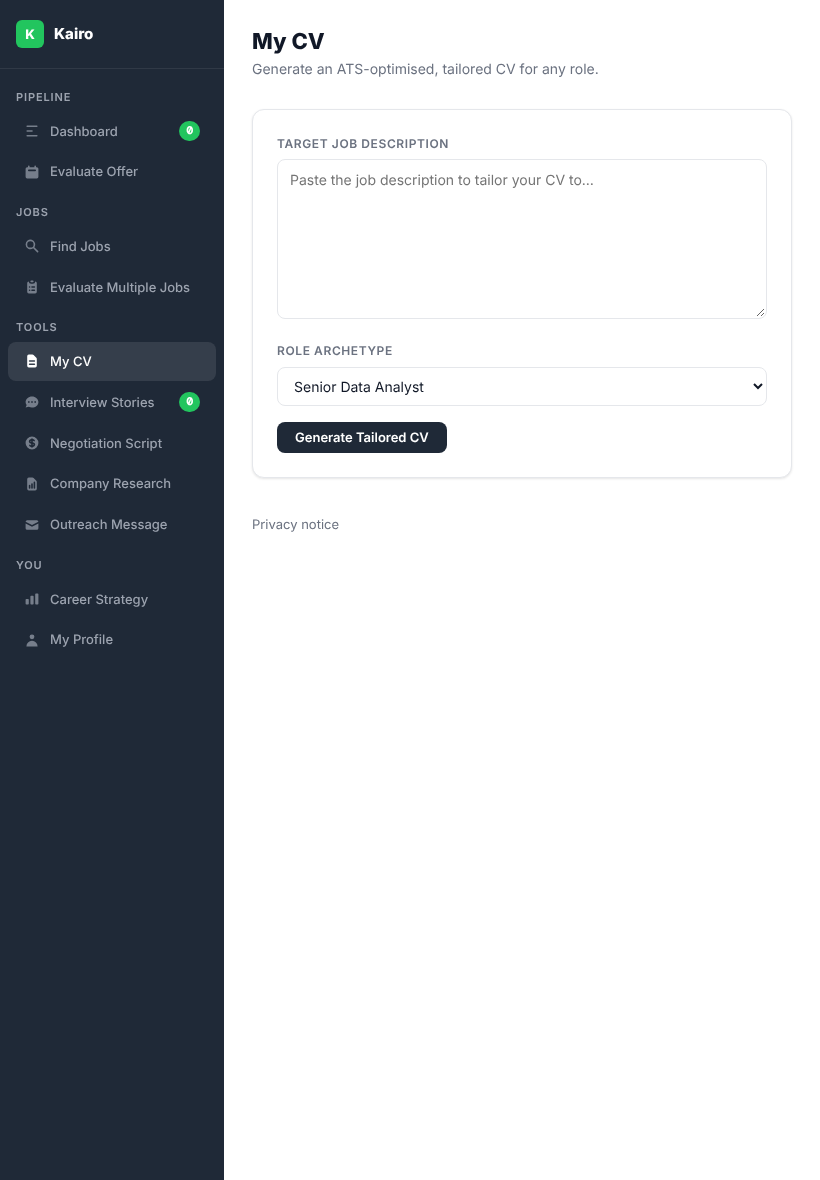 K Kairo
PIPELINE
Dashboard 0
Evaluate Offer
JOBS
Find Jobs
Evaluate Multiple Jobs
TOOLS
My CV
Interview Stories 0
Negotiation Script
Company Research
Outreach Message
YOU
Career Strategy
My Profile
My CV
Generate an ATS-optimised, tailored CV for any role.
TARGET JOB DESCRIPTION
Paste the job description to tailor your CV to...
ROLE ARCHETYPE
Senior Data Analyst
Generate Tailored CV
Privacy notice